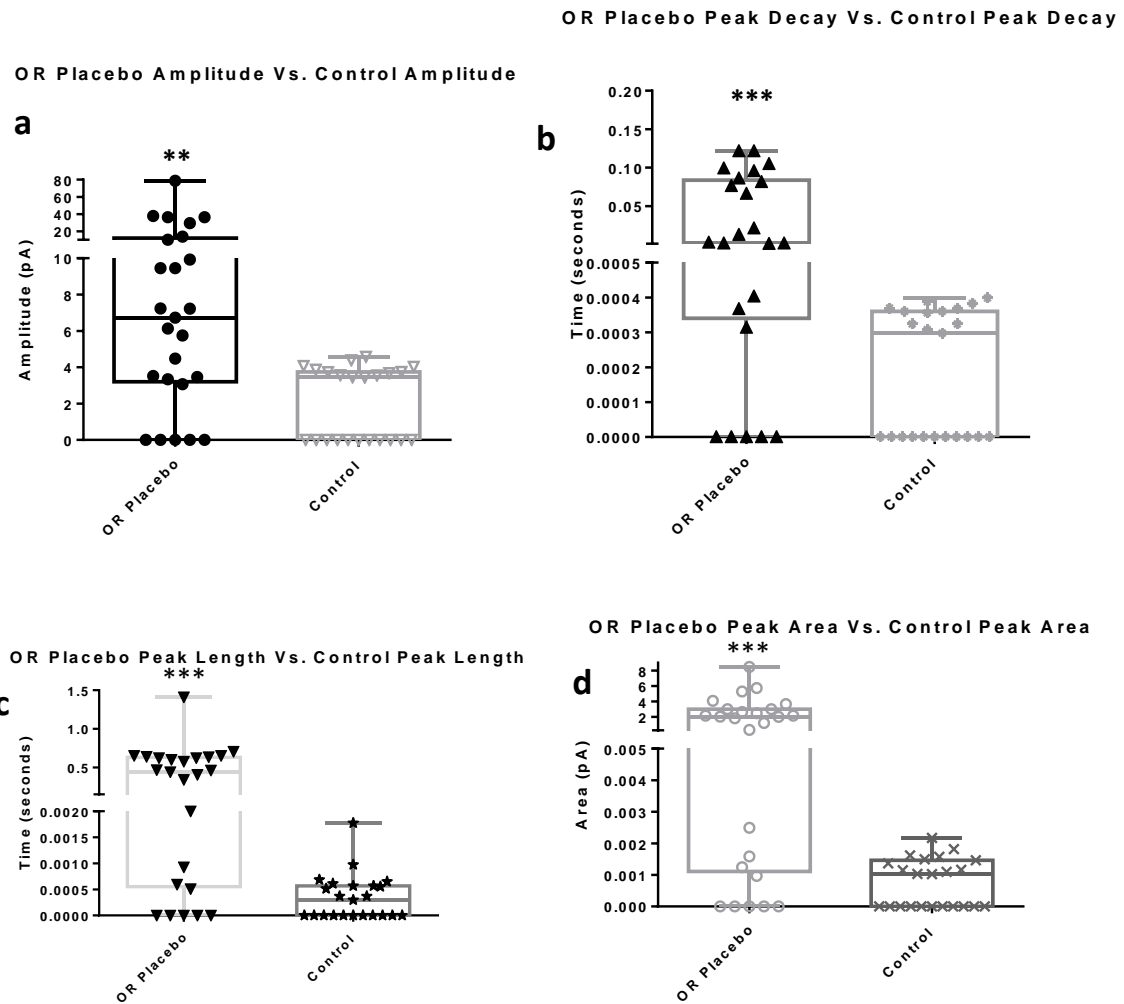 OR Placebo Peak Decay Vs. Control Peak Decay
OR Placebo Amplitude Vs. Control Amplitude
a
**
80
60
40
20
10
8
6
4
2
0
Amplitude (pA)
OR Placebo
Control
b
***
0.20
0.15
0.10
0.05
0.0005
0.0004
0.0003
0.0002
0.0001
0.0000
Time (seconds)
OR Placebo
Control
OR Placebo Peak Length Vs. Control Peak Length
c
***
1.5
1.0
0.5
0.0020
0.0015
0.0010
0.0005
0.0000
Time (seconds)
OR Placebo
Control
OR Placebo Peak Area Vs. Control Peak Area
d
***
8
6
4
2
0.005
0.004
0.003
0.002
0.001
0.000
Area (pA)
OR Placebo
Control